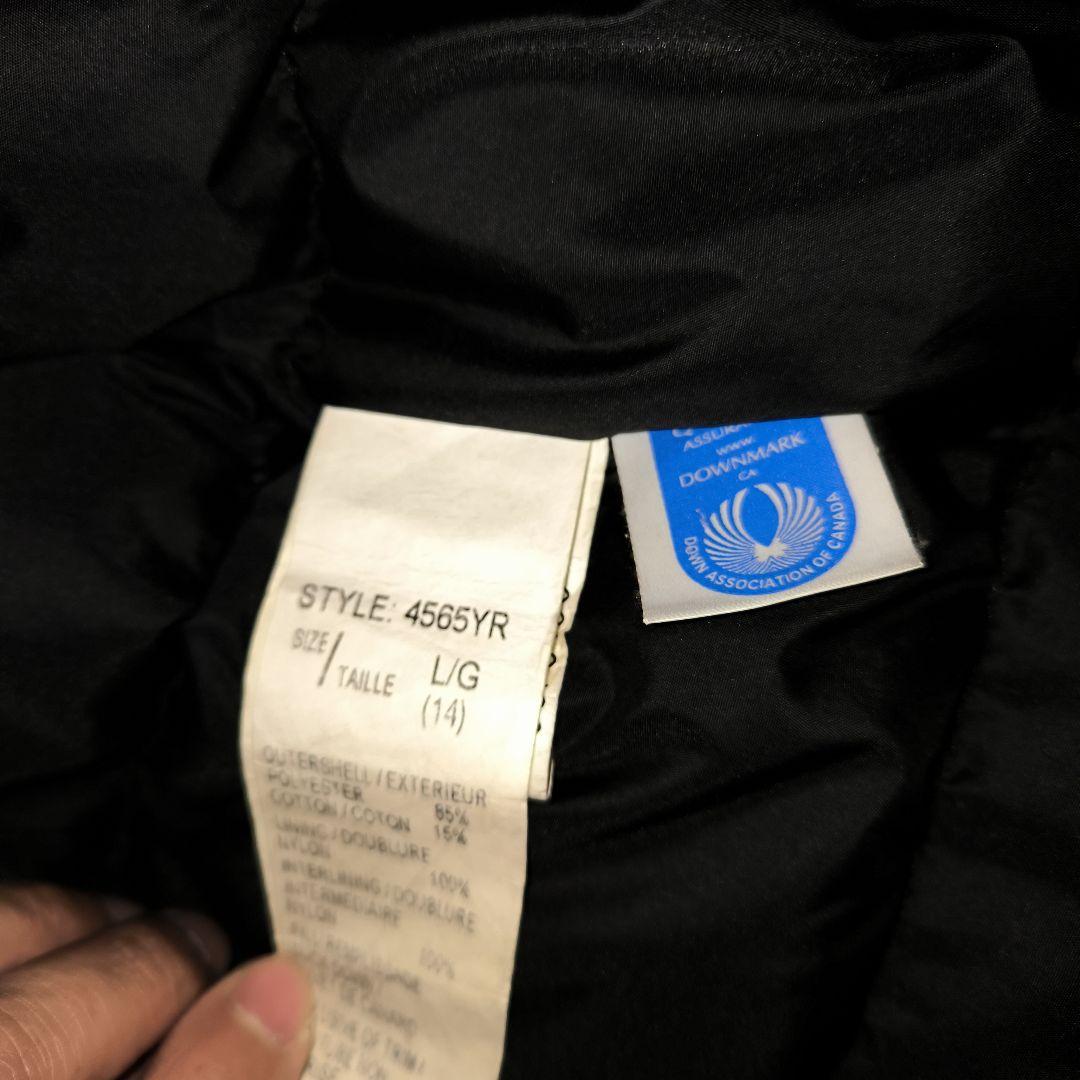 STYLE: 4565YR
SIZE / TAILLE L/G
(14)
OUTERSHELL / EXTERIEUR
POLYESTER 85%
COTTON / COTON 15%
LINING / DOUBLURE
NYLON 100%
INTERLINING / DOUBLURE
INTERMEDIAIRE
NYLON 100%
www.
DOWNMARK
CA
DOWN ASSOCIATION OF CANADA